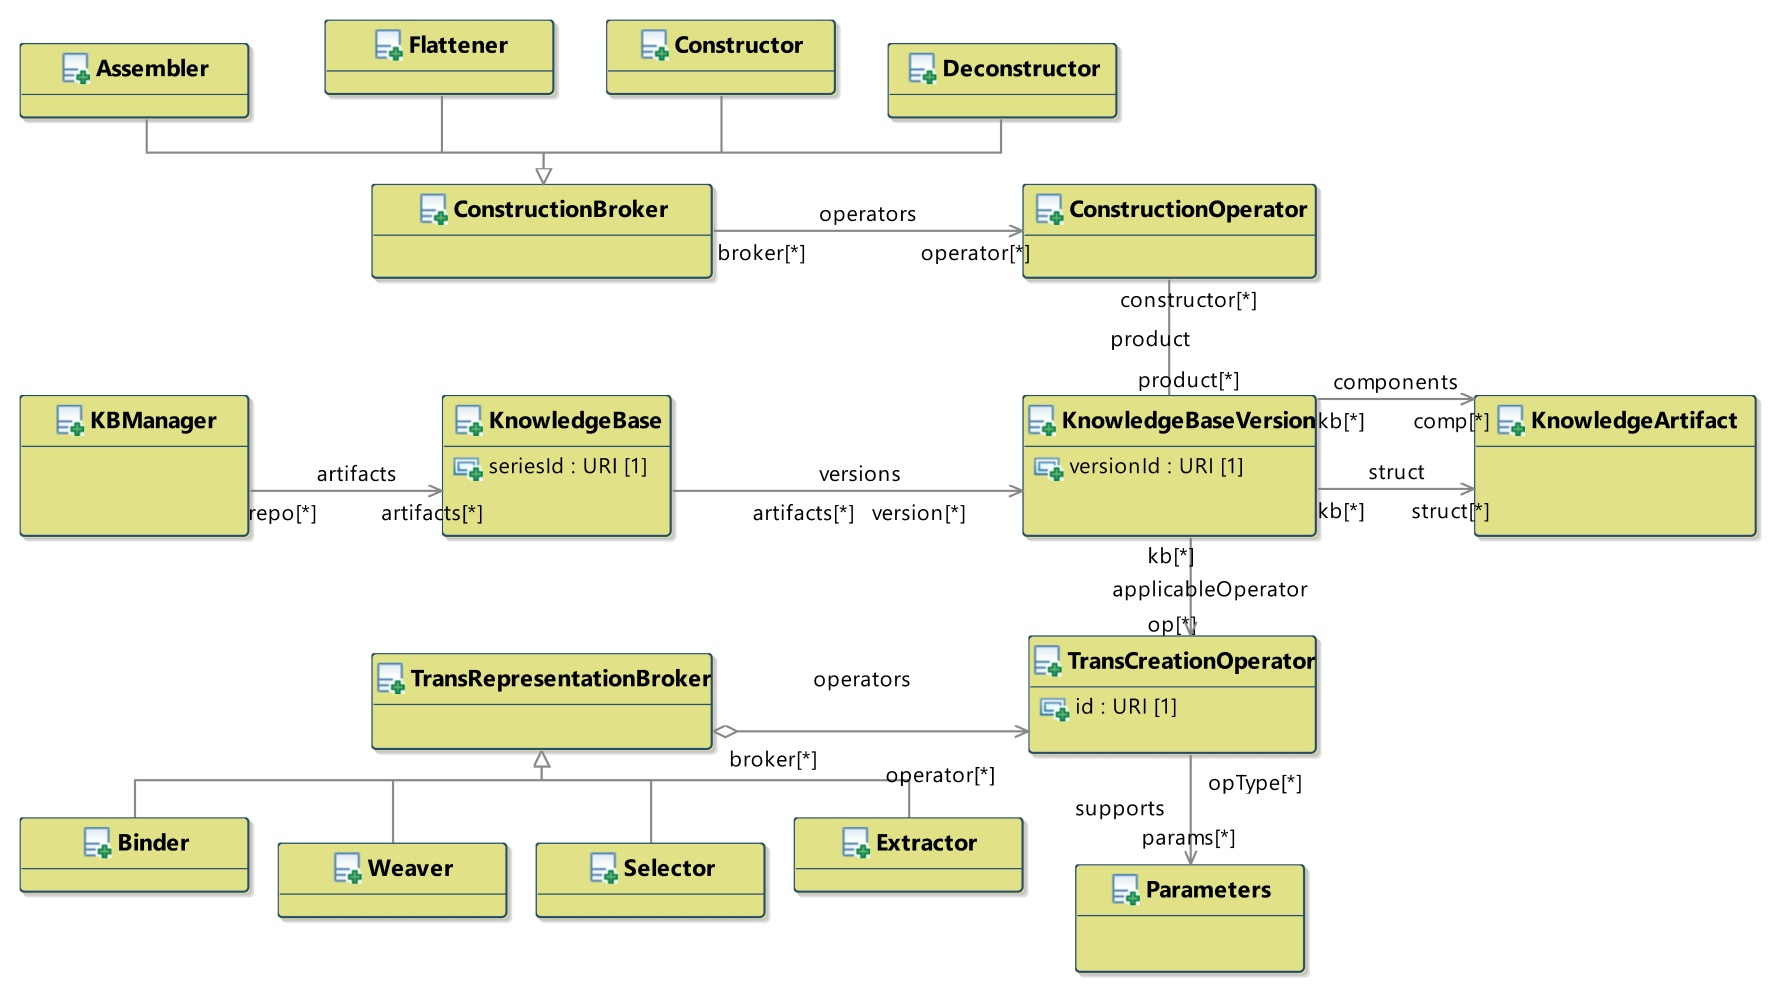 Assembler
Flattener
Constructor
Deconstructor
ConstructionBroker
operators
broker[*]
operator[*]
ConstructionOperator
constructor[*]
product
product[*]
KBManager
artifacts
repo[*]
artifacts[*]
KnowledgeBase
seriesId : URI [1]
versions
artifacts[*]
version[*]
KnowledgeBaseVersion
versionId : URI [1]
components
kb[*]
comp[*]
struct
kb[*]
struct[*]
KnowledgeArtifact
kb[*]
applicableOperator
op[*]
TransRepresentationBroker
operators
broker[*]
operator[*]
TransCreationOperator
id : URI [1]
opType[*]
supports
params[*]
Binder
Weaver
Selector
Extractor
Parameters